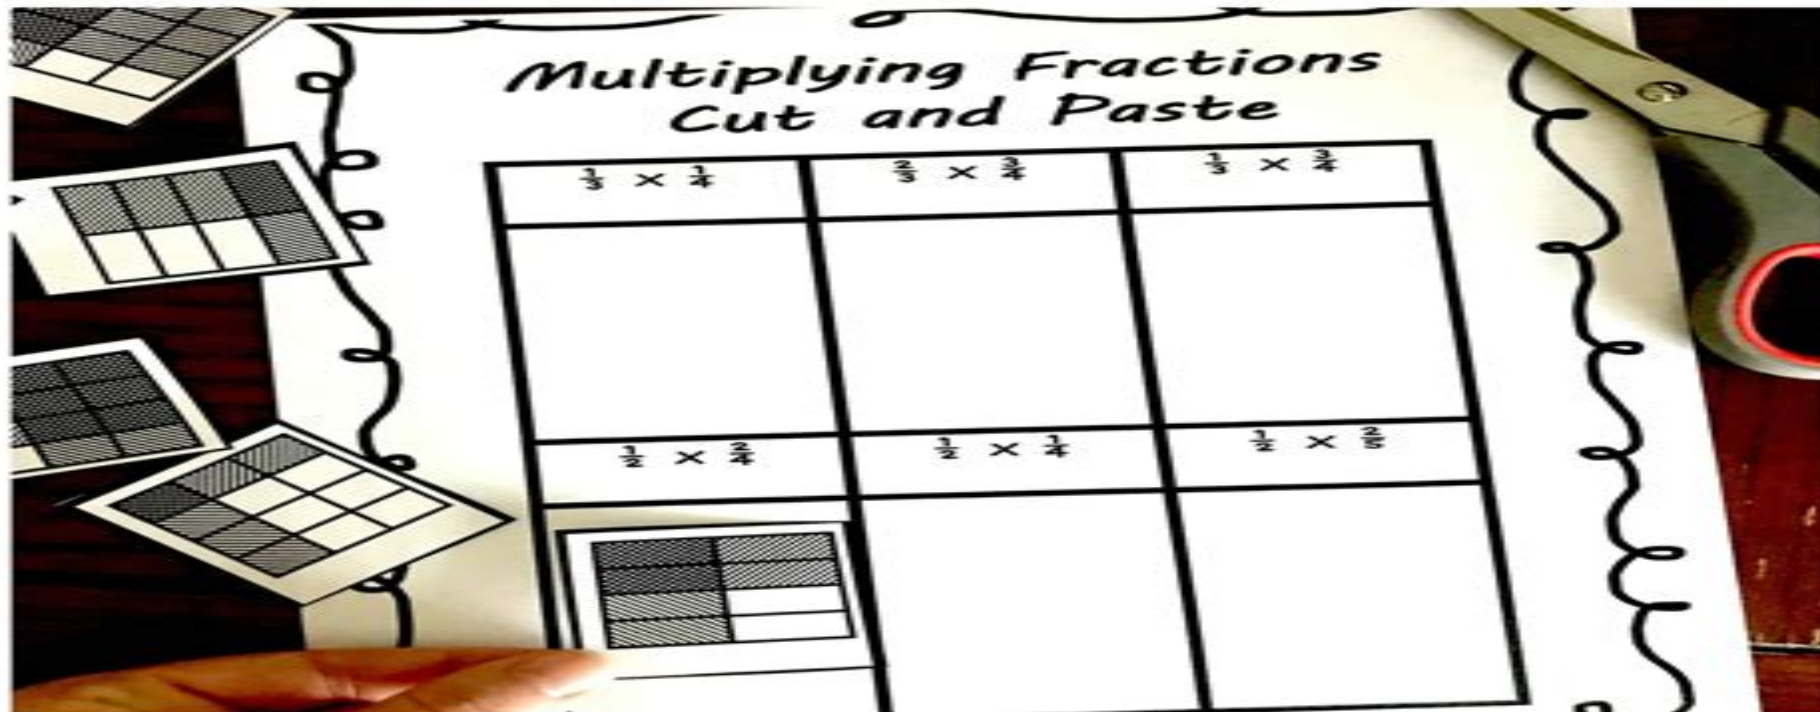 Multiplying Fractions
Cut and Paste
1/3 × 1/4
2/3 × 3/4
1/3 × 3/4
1/2 × 2/4
1/2 × 1/4
1/2 × 2/5